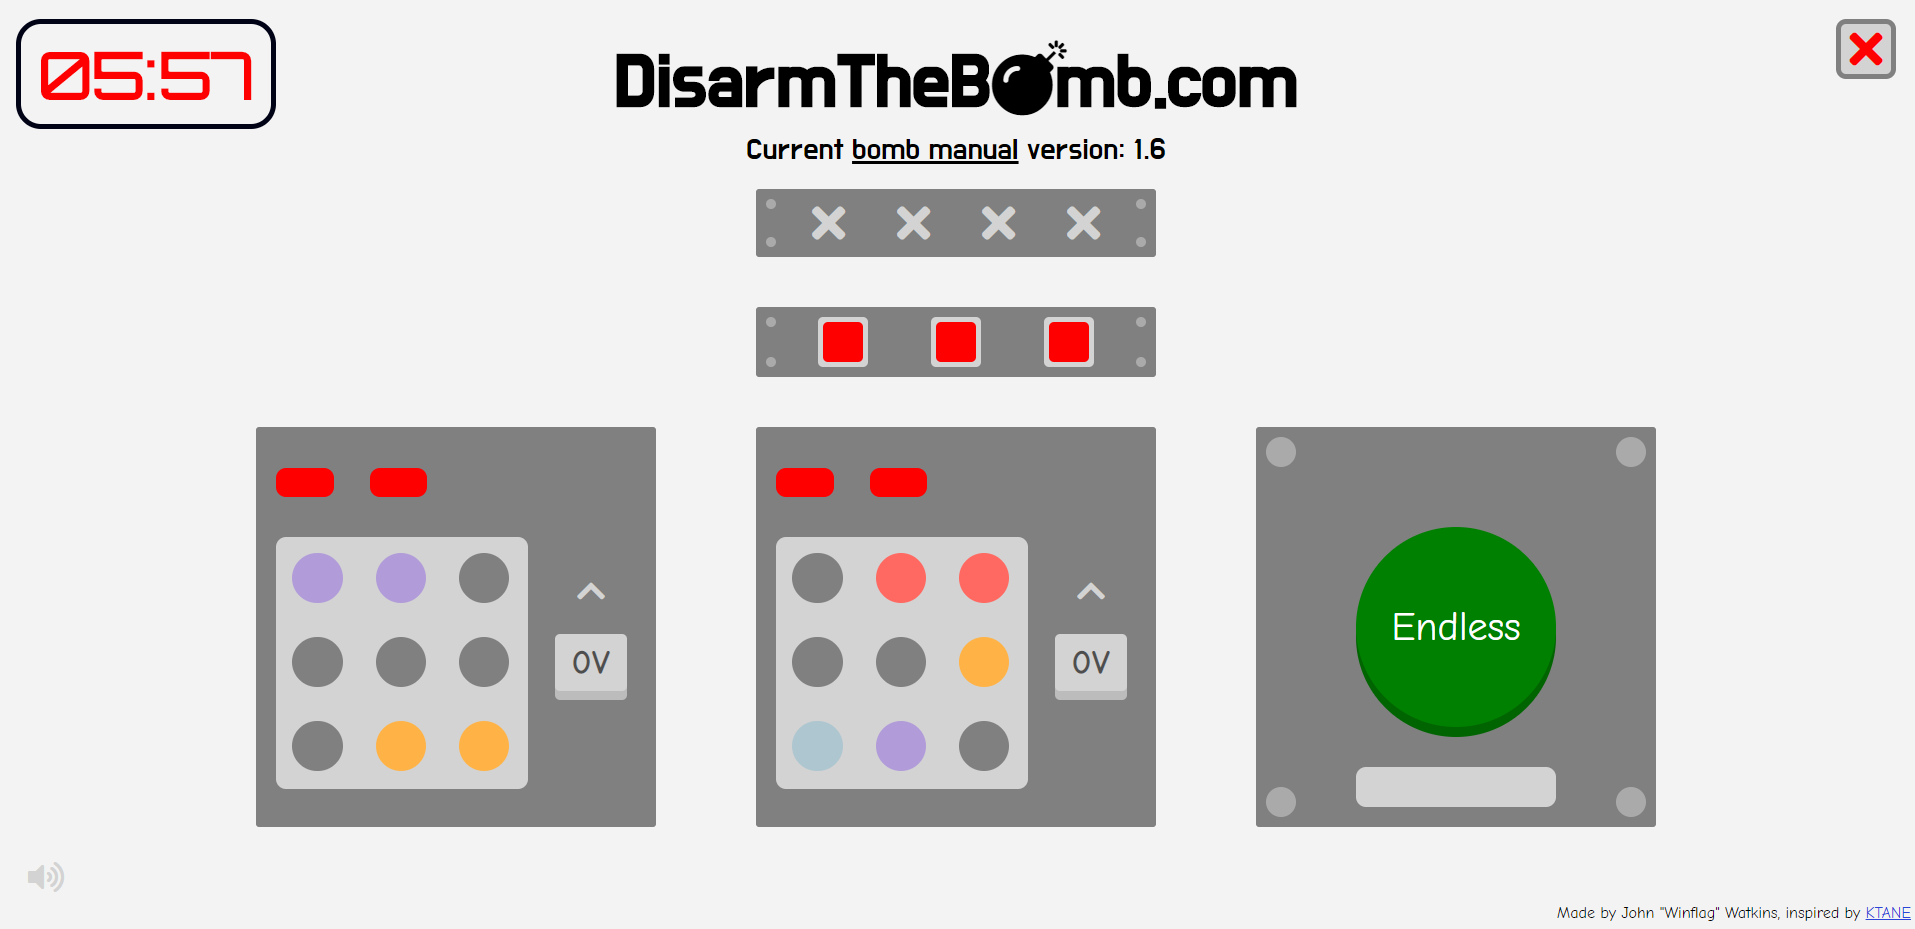 05:57
DisarmTheBomb.com
Current bomb manual version: 1.6
0V
0V
Endless
Made by John "Winflag" Watkins, inspired by KTANE